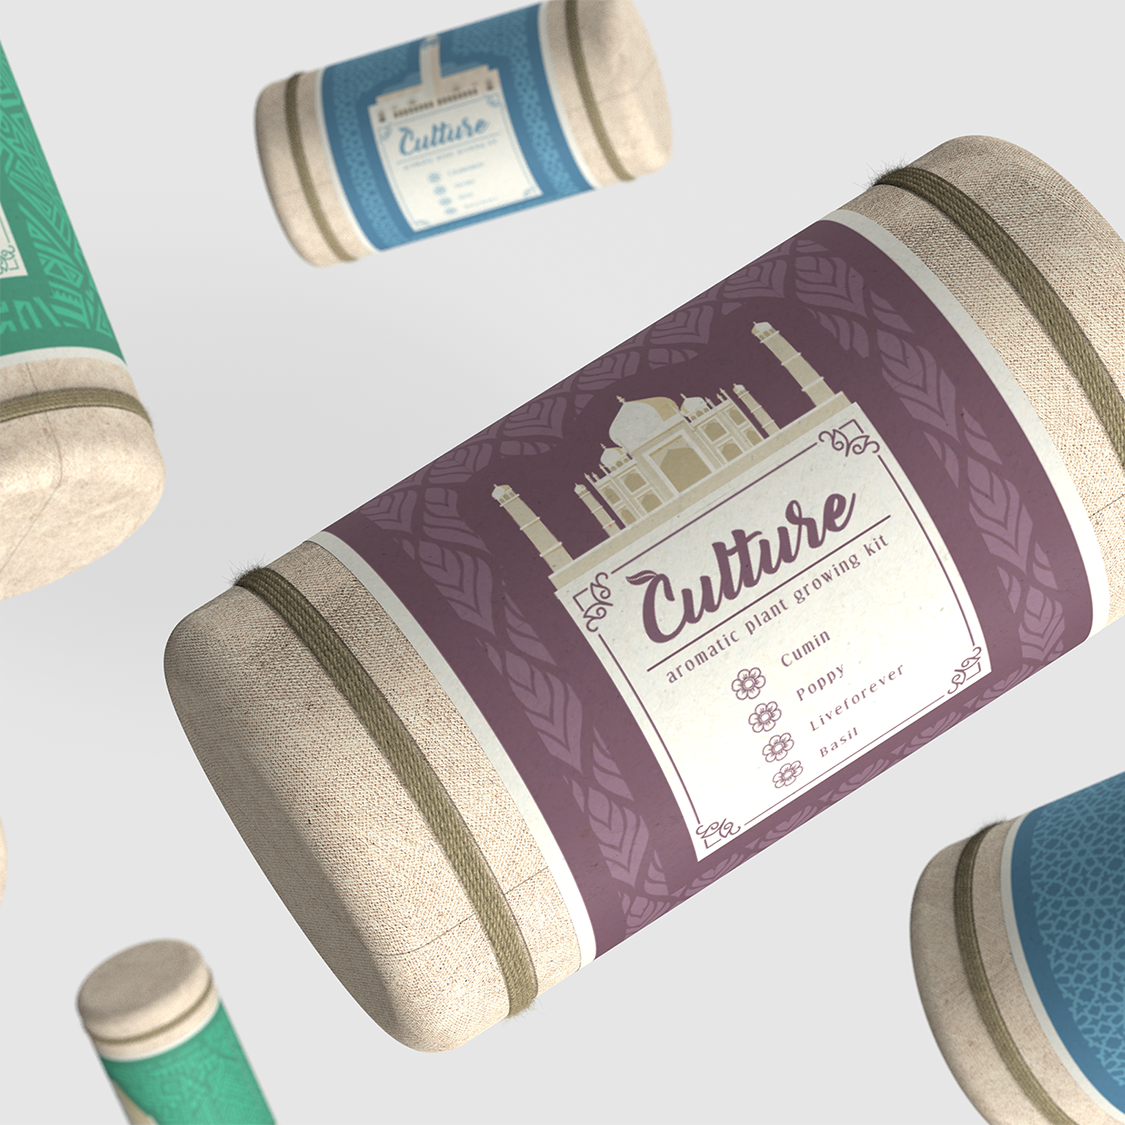 Culture
Culture
aromatic plant growing kit
Cumin
Poppy
Liveforever
Basil